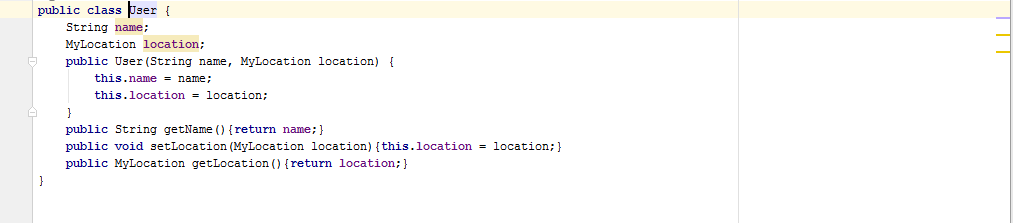 public class User {
    String name;
    MyLocation location;
    public User(String name, MyLocation location) {
        this.name = name;
        this.location = location;
    }
    public String getName(){return name;}
    public void setLocation(MyLocation location){this.location = location;}
    public MyLocation getLocation(){return location;}
}